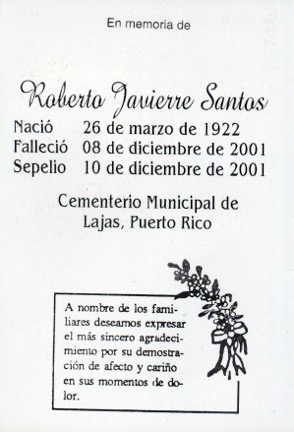 En memoria de
Roberto Javierre Santos
Nació 26 de marzo de 1922
Falleció 08 de diciembre de 2001
Sepelio 10 de diciembre de 2001
Cementerio Municipal de
Lajas, Puerto Rico
A nombre de los fami-
liares deseamos expresar
el más sincero agradeci-
miento por su demostra-
ción de afecto y cariño
en sus momentos de do-
lor.